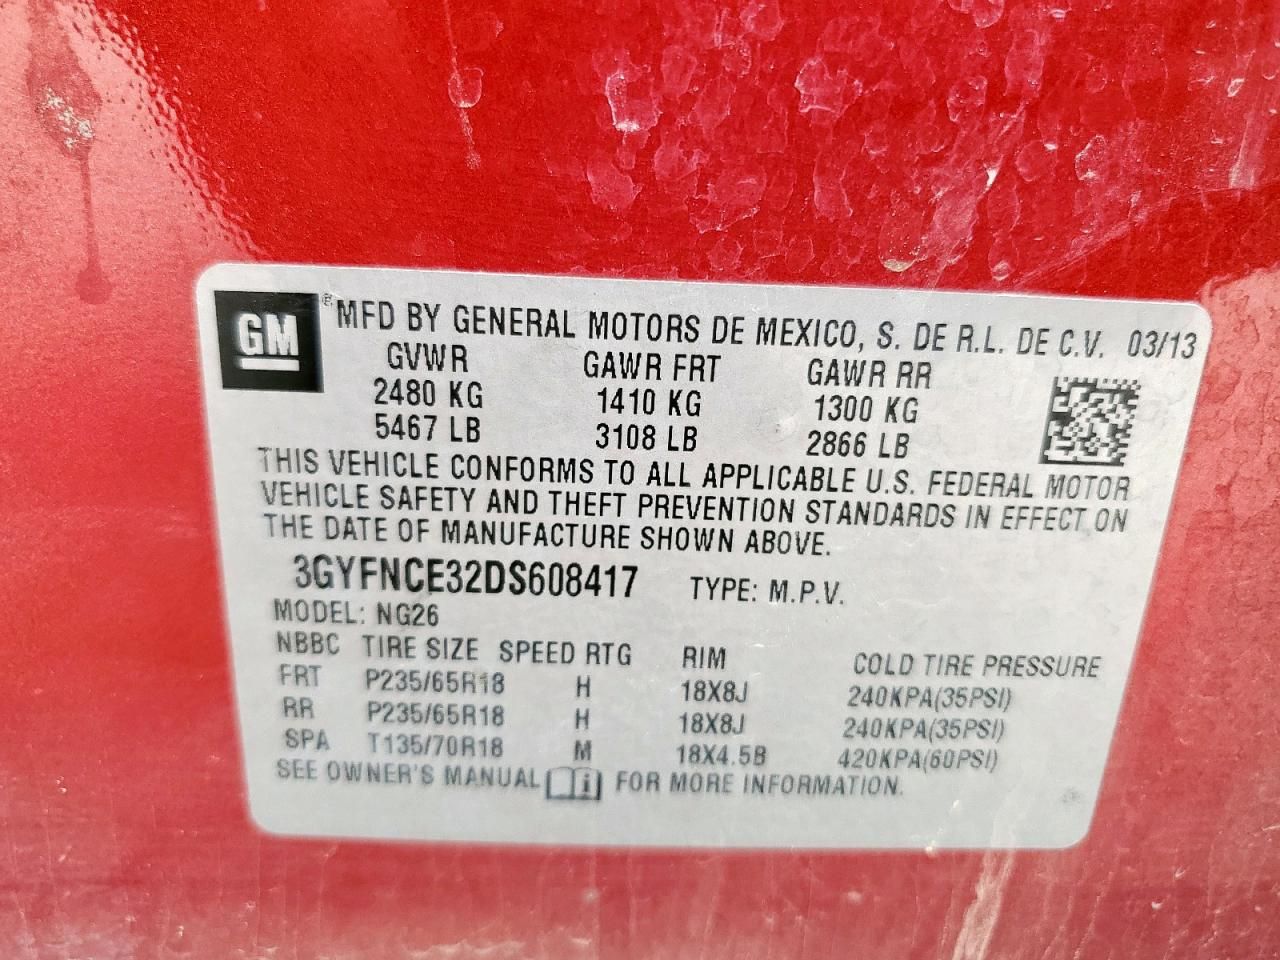 GM ® MFD BY GENERAL MOTORS DE MEXICO, S. DE R.L. DE C.V. 03/13
GVWR GAWR FRT GAWR RR
2480 KG 1410 KG 1300 KG
5467 LB 3108 LB 2866 LB
THIS VEHICLE CONFORMS TO ALL APPLICABLE U.S. FEDERAL MOTOR
VEHICLE SAFETY AND THEFT PREVENTION STANDARDS IN EFFECT ON
THE DATE OF MANUFACTURE SHOWN ABOVE.
3GYFNCE32DS608417 TYPE: M.P.V.
MODEL: NG26
NBBC TIRE SIZE SPEED RTG RIM COLD TIRE PRESSURE
FRT P235/65R18 H 18X8J 240KPA(35PSI)
RR P235/65R18 H 18X8J 240KPA(35PSI)
SPA T135/70R18 M 18X4.5B 420KPA(60PSI)
SEE OWNER'S MANUAL FOR MORE INFORMATION.